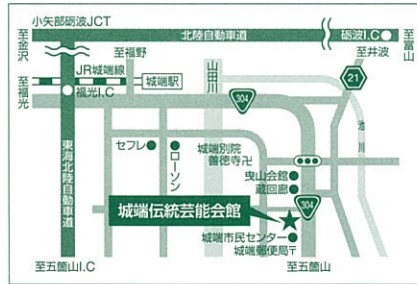 小矢部砺波JCT
至金沢
北陸自動車道
砺波I.C
至富山
至福野
至井波
JR城端線
城端駅
山田川
21
至福光
福光I.C
304
池川
東海北陸自動車道
セフレ
ローソン
城端別院
善徳寺卍
曳山会館
蔵回廊
304
城端伝統芸能会館
城端市民センター
城端郵便局〒
至五箇山I.C
至五箇山